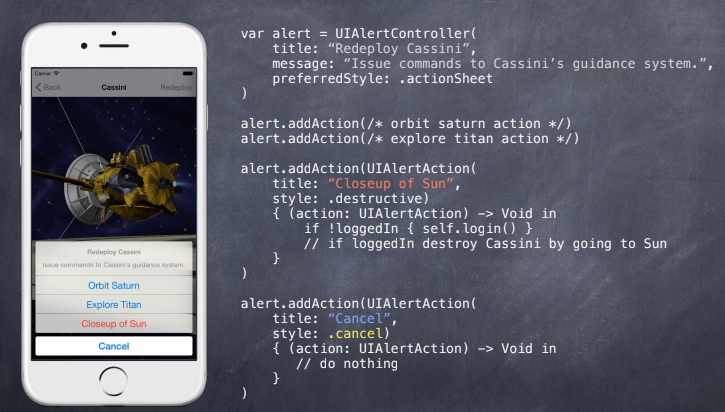 Carrier
Back
Cassini
Redeploy
Redeploy Cassini
Issue commands to Cassini's guidance system.
Orbit Saturn
Explore Titan
Closeup of Sun
Cancel
var alert = UIAlertController(
    title: “Redeploy Cassini”,
    message: “Issue commands to Cassini’s guidance system.”,
    preferredStyle: .actionSheet
)
alert.addAction(/* orbit saturn action */)
alert.addAction(/* explore titan action */)
alert.addAction(UIAlertAction(
    title: “Closeup of Sun”,
    style: .destructive)
    { (action: UIAlertAction) -> Void in
        if !loggedIn { self.login() }
        // if loggedIn destroy Cassini by going to Sun
    }
)
alert.addAction(UIAlertAction(
    title: “Cancel”,
    style: .cancel)
    { (action: UIAlertAction) -> Void in
       // do nothing
    }
)